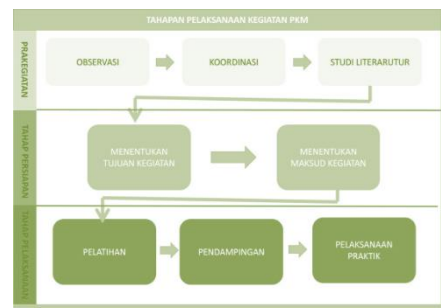 TAHAPAN PELAKSANAAN KEGIATAN PKM
PRAKEGIATAN
OBSERVASI
KOORDINASI
STUDI LITERARUTUR
TAHAP PERSIAPAN
MENENTUKAN
TUJUAN KEGIATAN
MENENTUKAN
MAKSUD KEGIATAN
TAHAP PELAKSANAAN
PELATIHAN
PENDAMPINGAN
PELAKSANAAN
PRAKTIK